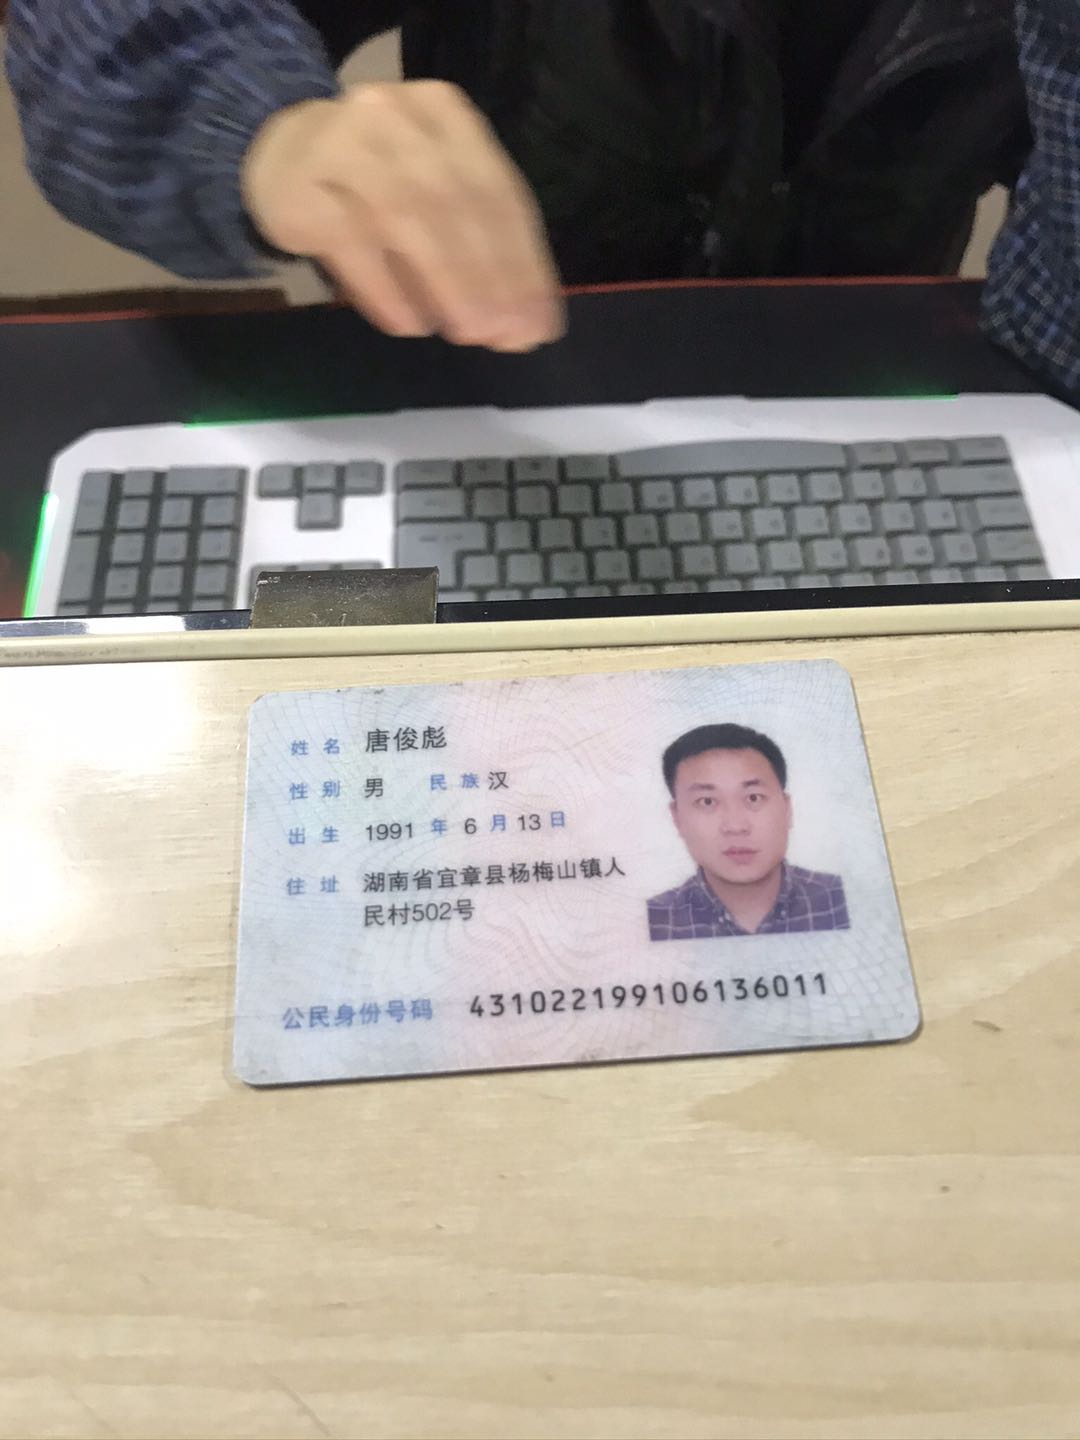 姓名 唐俊彪
性别 男 民族 汉
出生 1991 年 6 月 13 日
住址 湖南省宜章县杨梅山镇人
民村502号
公民身份号码 431022199106136011